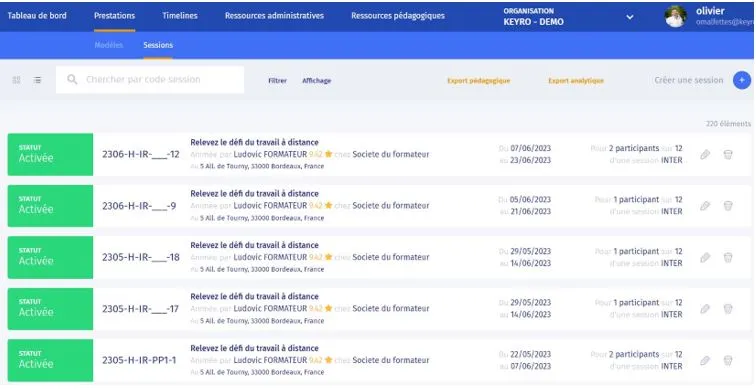 Tableau de bord Prestations Timelines Ressources administratives Ressources pédagogiques
ORGANISATION
KEYRO - DEMO
olivier
omalfettes@keyr
Modèles Sessions
Chercher par code session Filtrer Affichage Export pédagogique Export analytique Créer une session +
220 éléments
STATUT
Activée
2306-H-IR-___-12
Relevez le défi du travail à distance
Animée par Ludovic FORMATEUR 9.42 ★ chez Societe du formateur
Au 5 All. de Tourny, 33000 Bordeaux, France
Du 07/06/2023
au 23/06/2023
Pour 2 participants sur 12
d'une session INTER
STATUT
Activée
2306-H-IR-___-9
Relevez le défi du travail à distance
Animée par Ludovic FORMATEUR 9.42 ★ chez Societe du formateur
Au 5 All. de Tourny, 33000 Bordeaux, France
Du 05/06/2023
au 21/06/2023
Pour 1 participant sur 12
d'une session INTER
STATUT
Activée
2305-H-IR-___-18
Relevez le défi du travail à distance
Animée par Ludovic FORMATEUR 9.42 ★ chez Societe du formateur
Au 5 All. de Tourny, 33000 Bordeaux, France
Du 29/05/2023
au 14/06/2023
Pour 1 participant sur 12
d'une session INTER
STATUT
Activée
2305-H-IR-___-17
Relevez le défi du travail à distance
Animée par Ludovic FORMATEUR 9.42 ★ chez Societe du formateur
Au 5 All. de Tourny, 33000 Bordeaux, France
Du 29/05/2023
au 14/06/2023
Pour 1 participant sur 12
d'une session INTER
STATUT
Activée
2305-H-IR-PP1-1
Relevez le défi du travail à distance
Animée par Ludovic FORMATEUR 9.42 ★ chez Societe du formateur
Au 5 All. de Tourny, 33000 Bordeaux, France
Du 22/05/2023
au 07/06/2023
Pour 2 participants sur 12
d'une session INTER